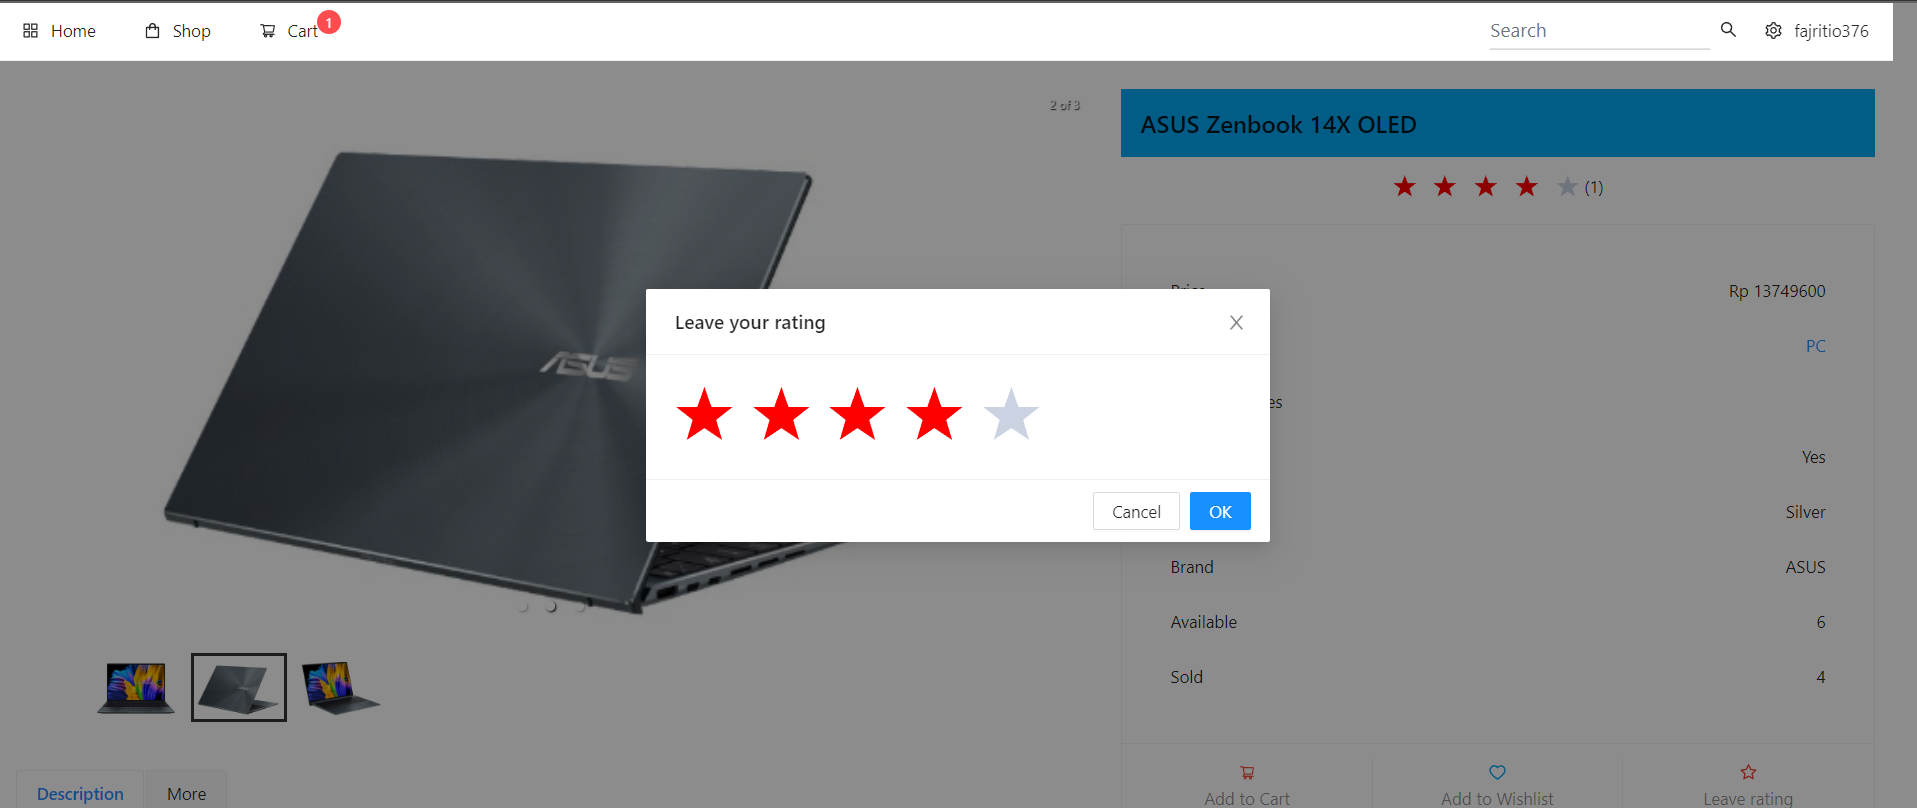 Home
Shop
Cart
1
Search
fajritio376
2 of 3
ASUS Zenbook 14X OLED
(1)
ASUS
Price
Rp 13749600
PC
es
Yes
Silver
Brand
ASUS
Available
6
Sold
4
Leave your rating
Cancel
OK
Description
More
Add to Cart
Add to Wishlist
Leave rating